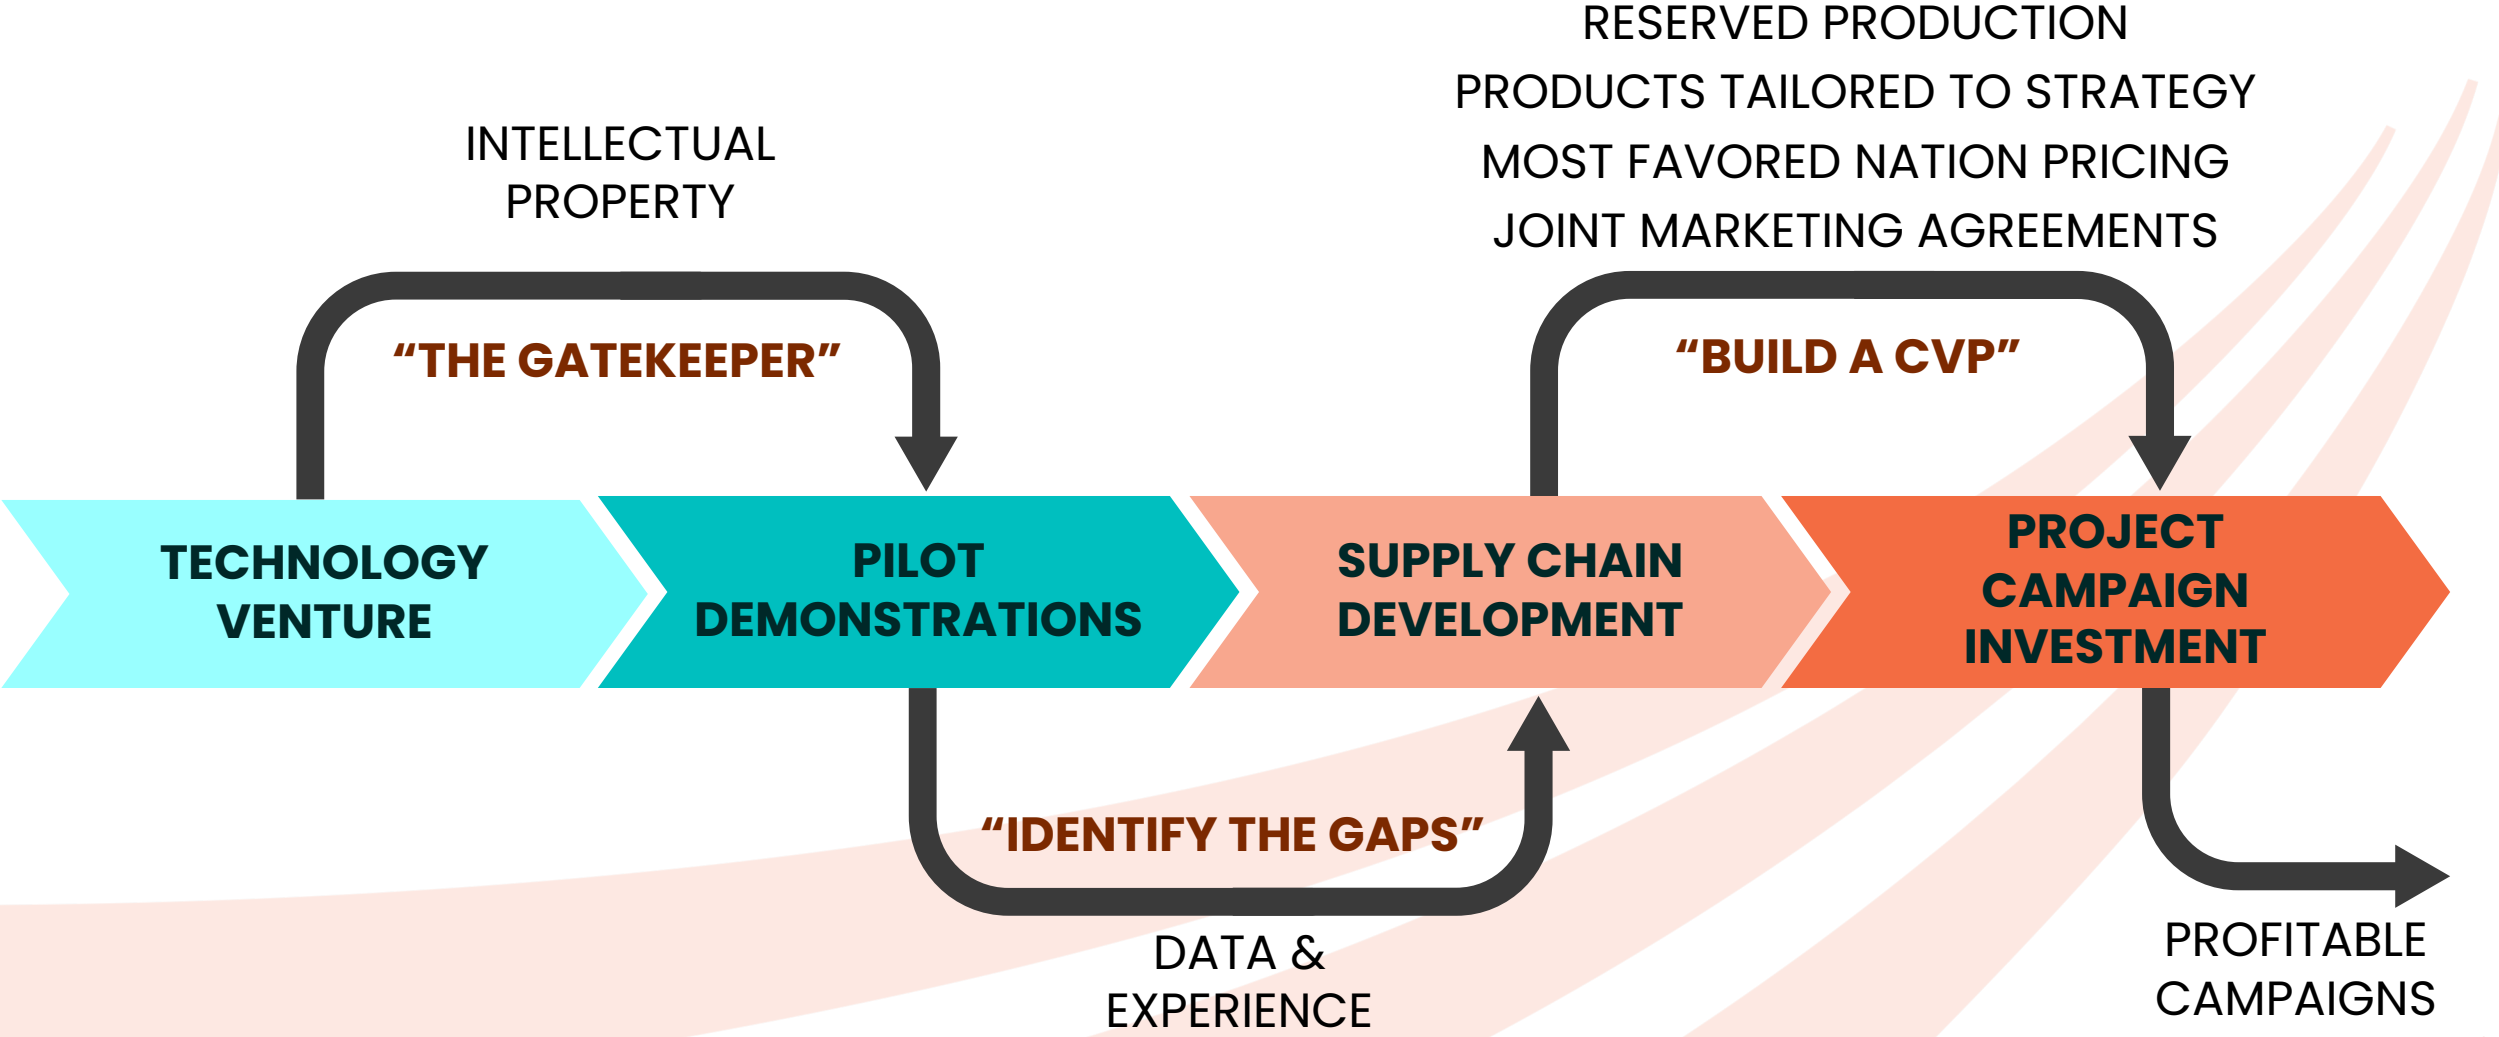 RESERVED PRODUCTION
PRODUCTS TAILORED TO STRATEGY
MOST FAVORED NATION PRICING
JOINT MARKETING AGREEMENTS
INTELLECTUAL
PROPERTY
“THE GATEKEEPER”
“BUILD A CVP”
TECHNOLOGY
VENTURE
PILOT
DEMONSTRATIONS
SUPPLY CHAIN
DEVELOPMENT
PROJECT
CAMPAIGN
INVESTMENT
“IDENTIFY THE GAPS”
DATA &
EXPERIENCE
PROFITABLE
CAMPAIGNS